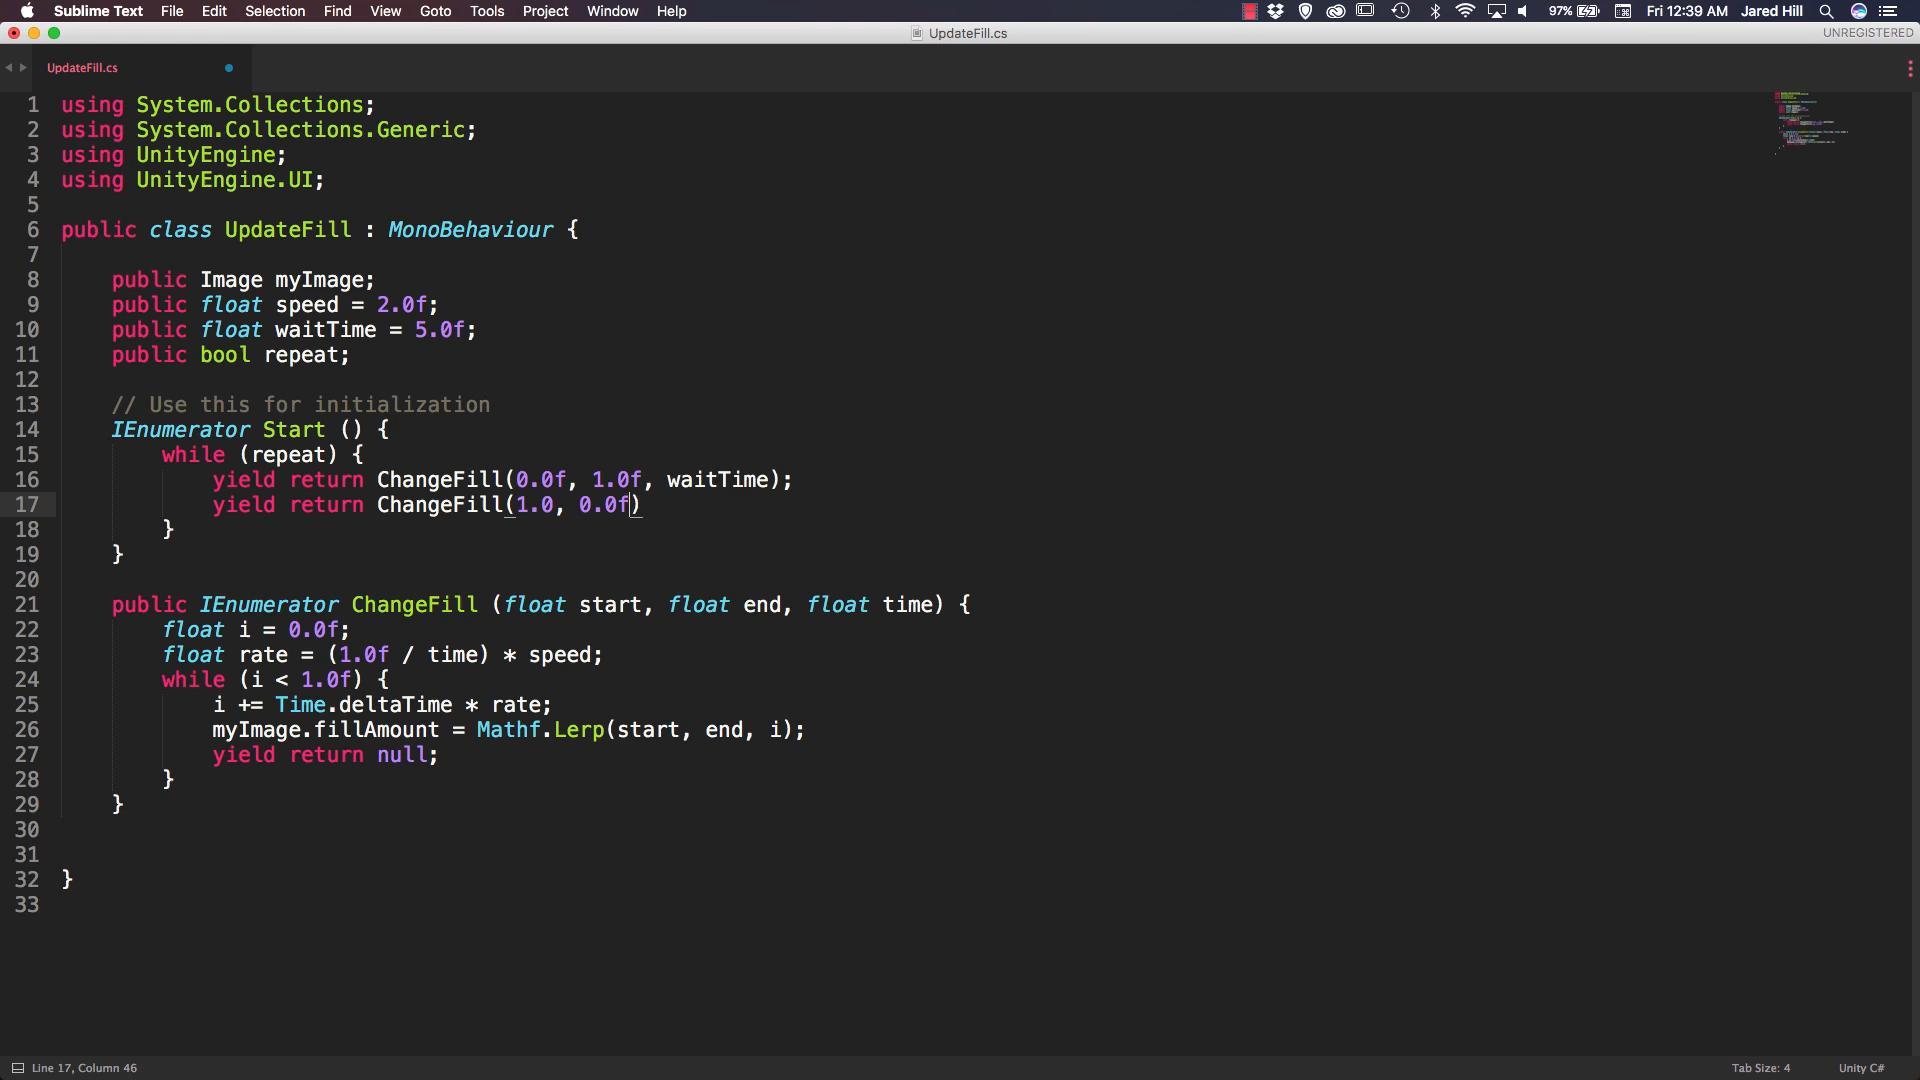 Sublime Text File Edit Selection Find View Goto Tools Project Window Help 97% Fri 12:39 AM Jared Hill
UpdateFill.cs UNREGISTERED
UpdateFill.cs
1 using System.Collections;
2 using System.Collections.Generic;
3 using UnityEngine;
4 using UnityEngine.UI;
5
6 public class UpdateFill : MonoBehaviour {
7
8 public Image myImage;
9 public float speed = 2.0f;
10 public float waitTime = 5.0f;
11 public bool repeat;
12
13 // Use this for initialization
14 IEnumerator Start () {
15 while (repeat) {
16 yield return ChangeFill(0.0f, 1.0f, waitTime);
17 yield return ChangeFill(1.0, 0.0f)
18 }
19 }
20
21 public IEnumerator ChangeFill (float start, float end, float time) {
22 float i = 0.0f;
23 float rate = (1.0f / time) * speed;
24 while (i < 1.0f) {
25 i += Time.deltaTime * rate;
26 myImage.fillAmount = Mathf.Lerp(start, end, i);
27 yield return null;
28 }
29 }
30
31
32 }
33
Line 17, Column 46 Tab Size: 4 Unity C#